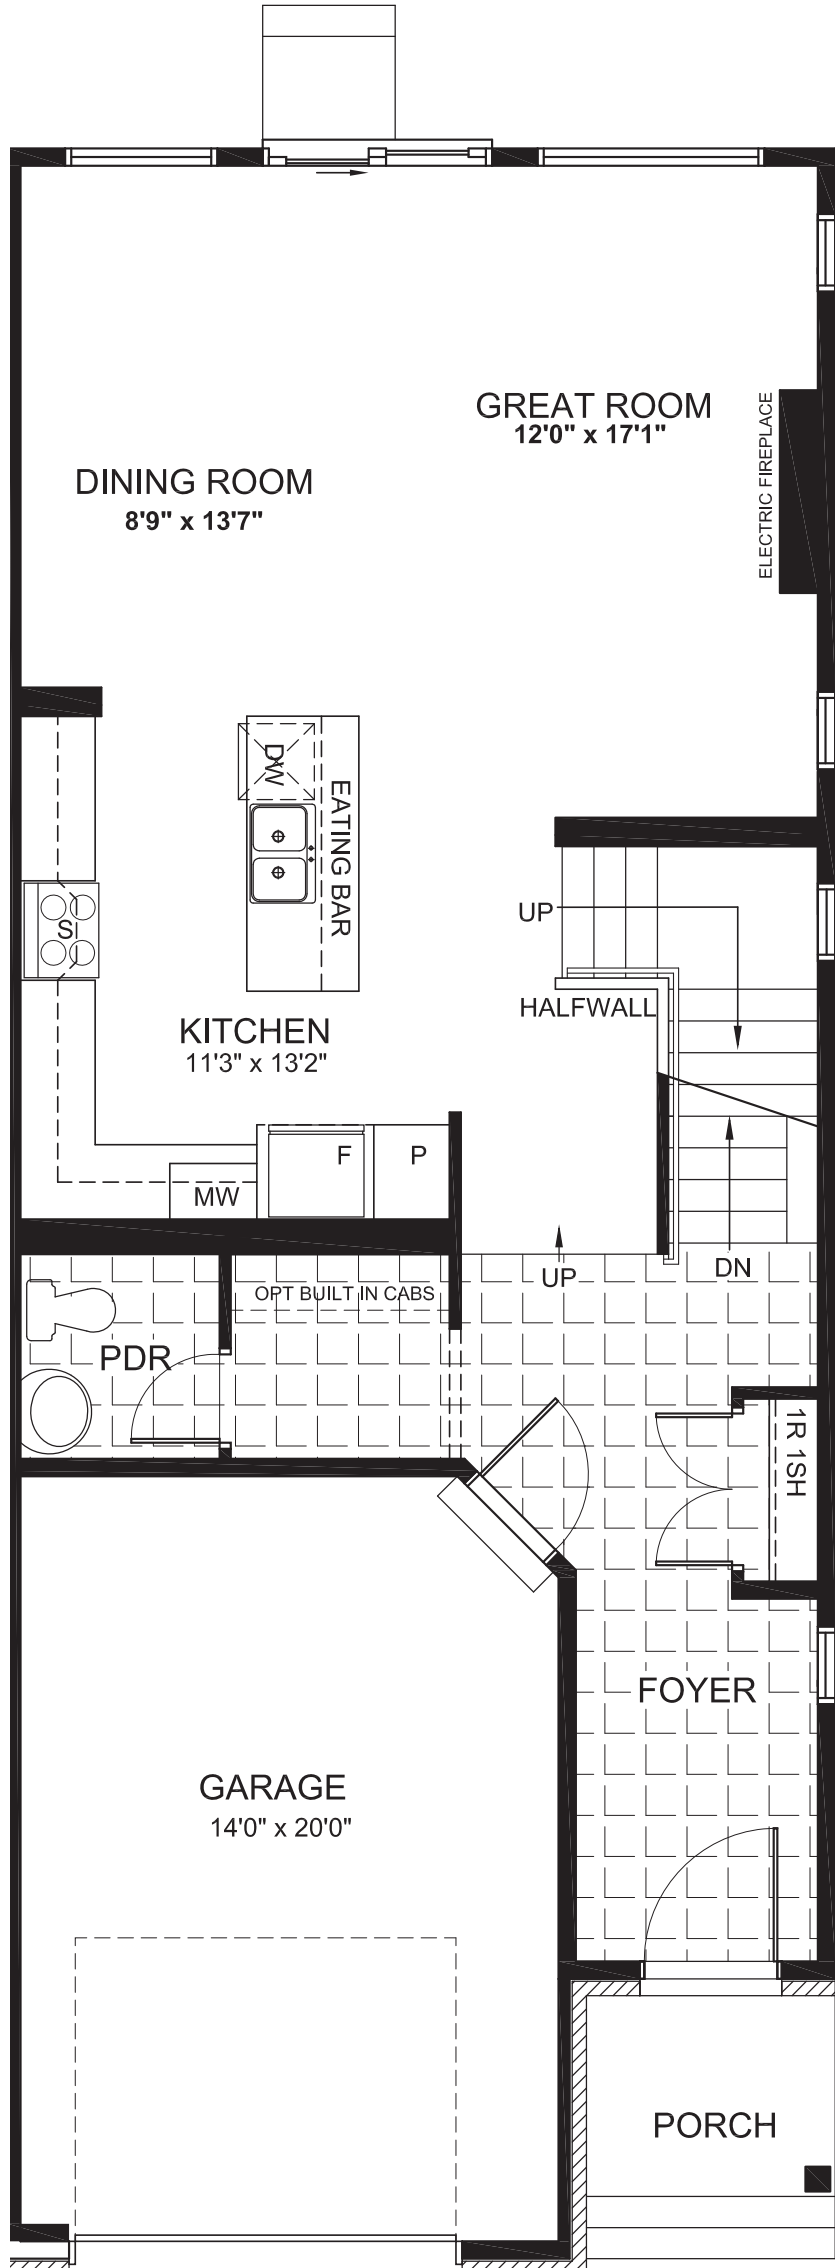 GREAT ROOM
12'0" x 17'1"
ELECTRIC FIREPLACE
DINING ROOM
8'9" x 13'7"
DW
EATING BAR
S
UP
HALFWALL
KITCHEN
11'3" x 13'2"
F
P
MW
UP
DN
OPT BUILT IN CABS
PDR
1R 1SH
FOYER
GARAGE
14'0" x 20'0"
PORCH